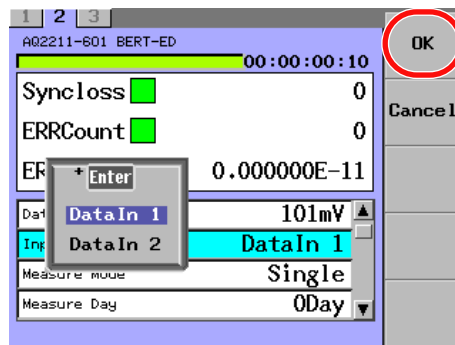 1 2 3
AQ2211-601 BERT-ED
OK
00:00:00:10
Syncloss 0
Cancel
ERRCount 0
ER 0.000000E-11
Enter
Dat 101mV
DataIn 1
Inp DataIn 1
DataIn 2
Measure Mode Single
Measure Day 0Day